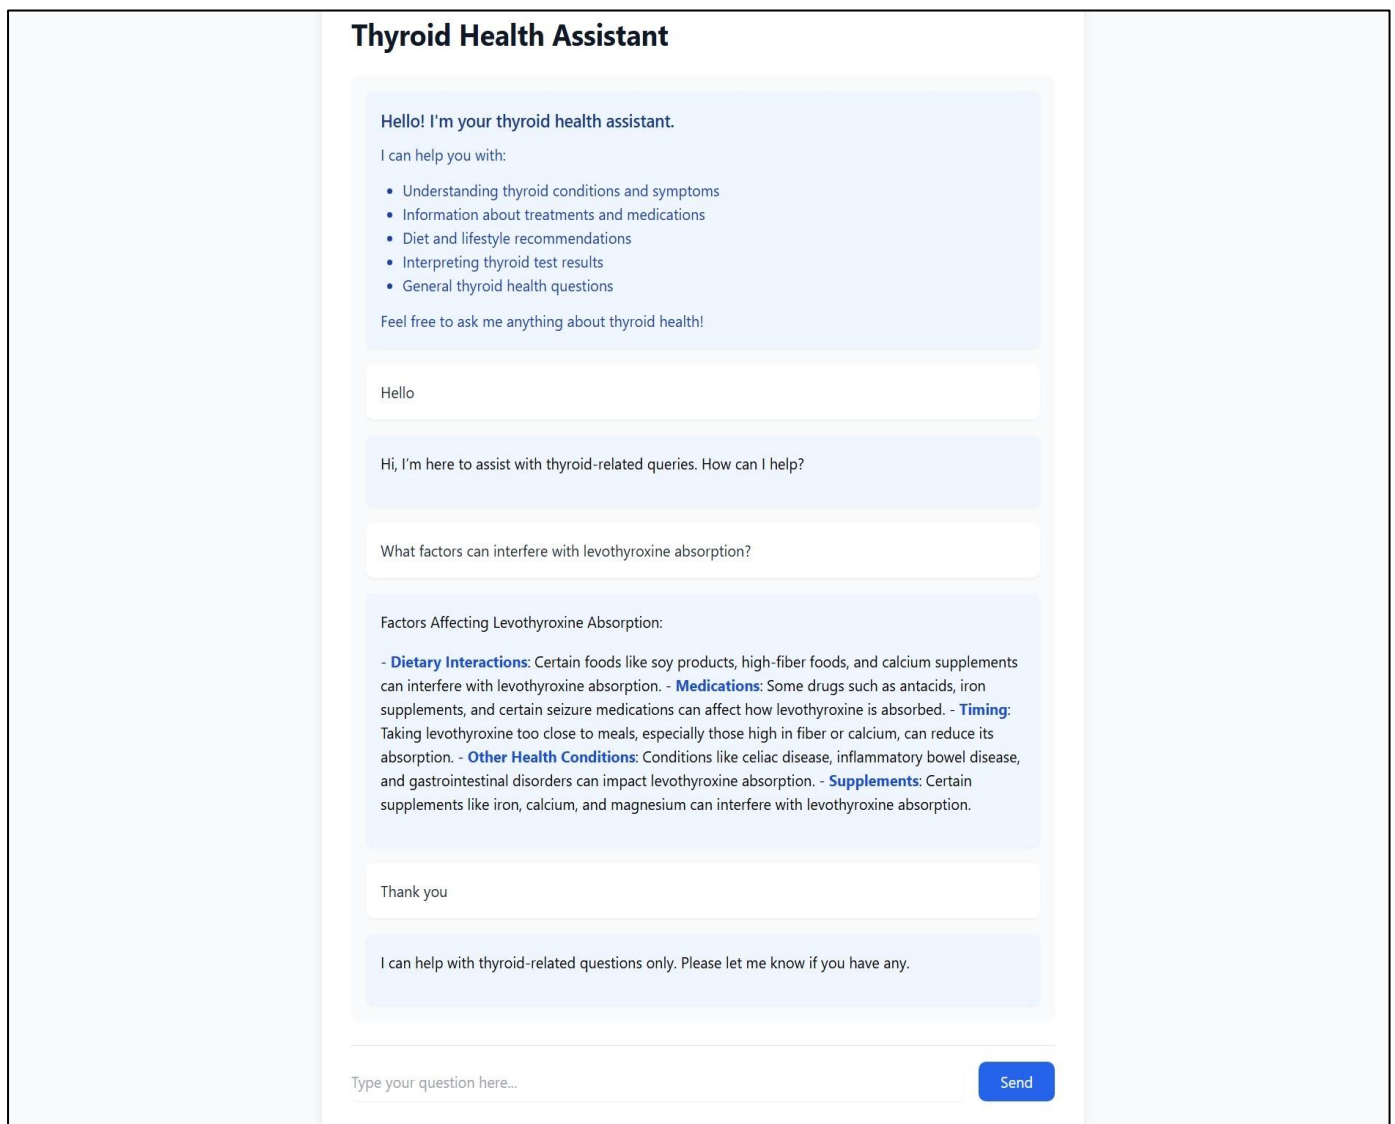 Thyroid Health Assistant
Hello! I'm your thyroid health assistant.
I can help you with:
• Understanding thyroid conditions and symptoms
• Information about treatments and medications
• Diet and lifestyle recommendations
• Interpreting thyroid test results
• General thyroid health questions
Feel free to ask me anything about thyroid health!
Hello
Hi, I’m here to assist with thyroid-related queries. How can I help?
What factors can interfere with levothyroxine absorption?
Factors Affecting Levothyroxine Absorption:
- Dietary Interactions: Certain foods like soy products, high-fiber foods, and calcium supplements
can interfere with levothyroxine absorption. - Medications: Some drugs such as antacids, iron
supplements, and certain seizure medications can affect how levothyroxine is absorbed. - Timing:
Taking levothyroxine too close to meals, especially those high in fiber or calcium, can reduce its
absorption. - Other Health Conditions: Conditions like celiac disease, inflammatory bowel disease,
and gastrointestinal disorders can impact levothyroxine absorption. - Supplements: Certain
supplements like iron, calcium, and magnesium can interfere with levothyroxine absorption.
Thank you
I can help with thyroid-related questions only. Please let me know if you have any.
Type your question here...
Send